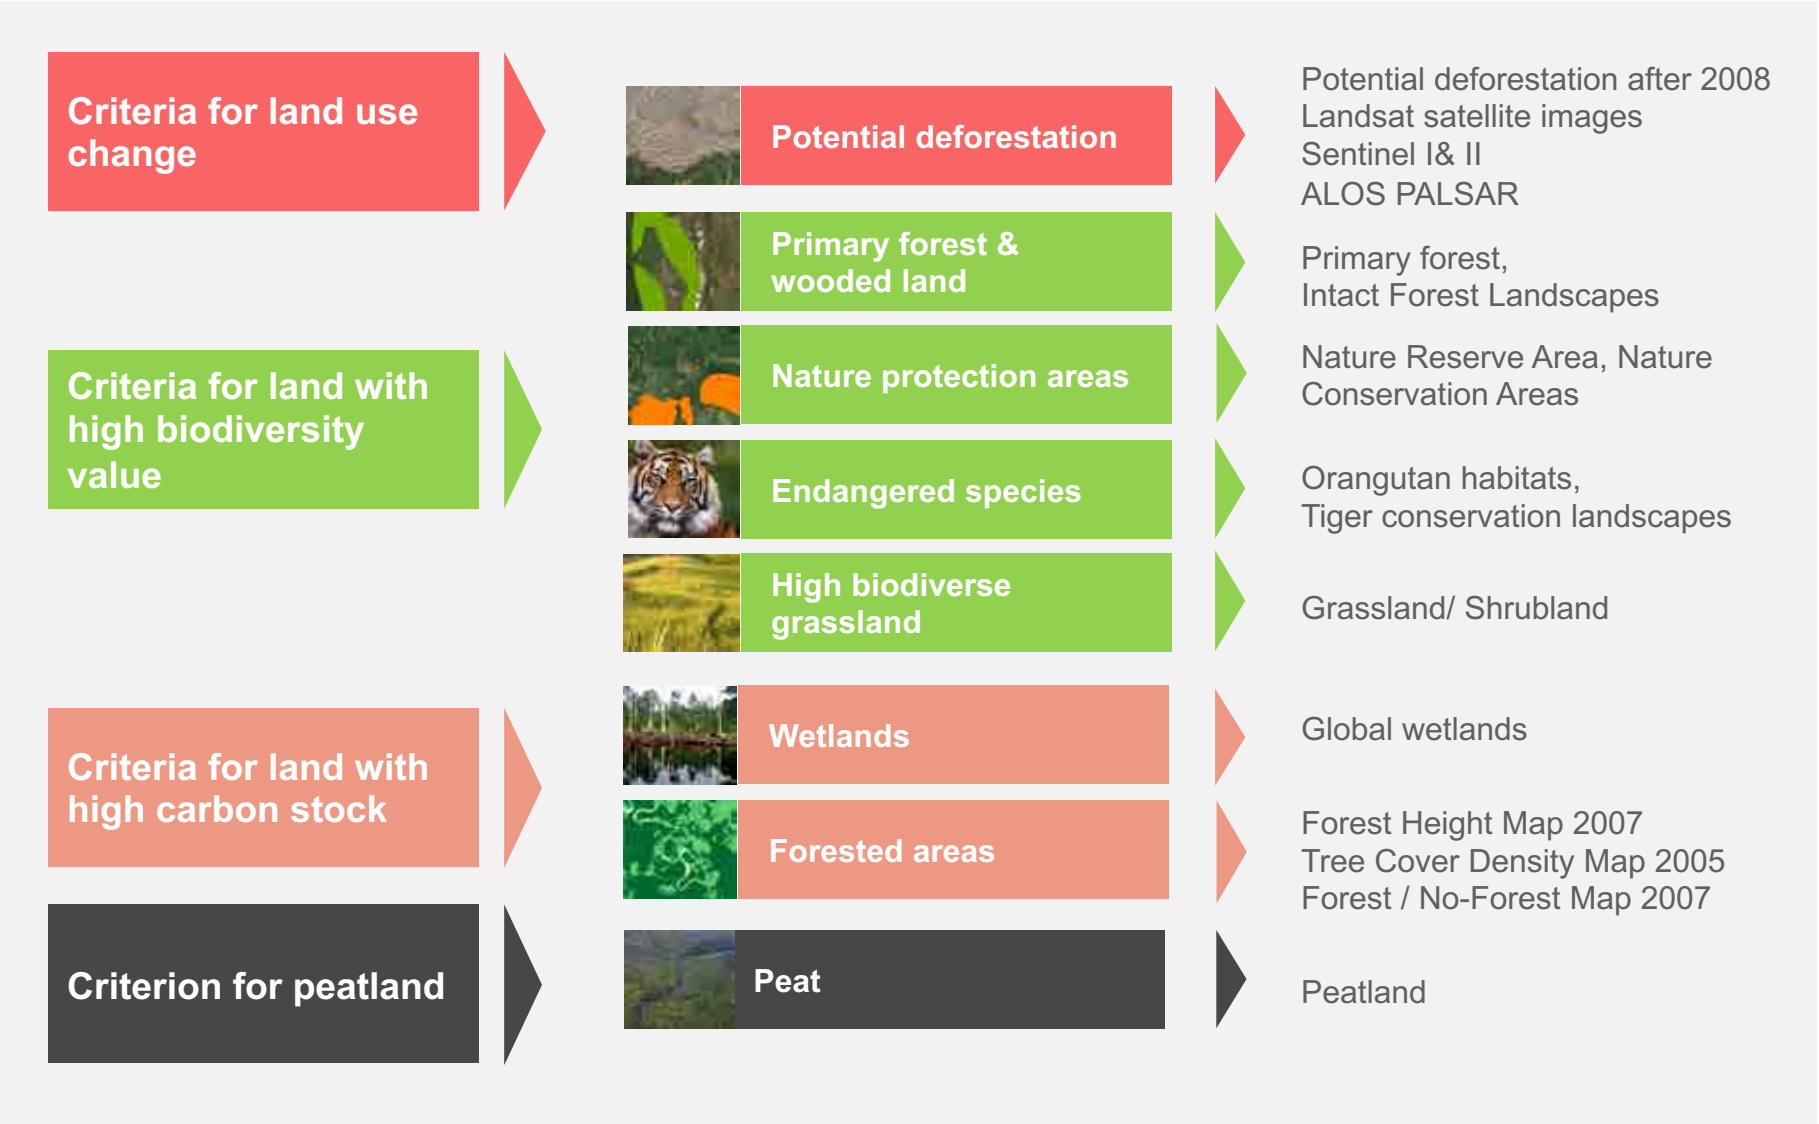 Criteria for land use
change
Potential deforestation
Potential deforestation after 2008
Landsat satellite images
Sentinel I& II
ALOS PALSAR
Criteria for land with
high biodiversity
value
Primary forest &
wooded land
Primary forest,
Intact Forest Landscapes
Nature protection areas
Nature Reserve Area, Nature
Conservation Areas
Endangered species
Orangutan habitats,
Tiger conservation landscapes
High biodiverse
grassland
Grassland/ Shrubland
Criteria for land with
high carbon stock
Wetlands
Global wetlands
Forested areas
Forest Height Map 2007
Tree Cover Density Map 2005
Forest / No-Forest Map 2007
Criterion for peatland
Peat
Peatland